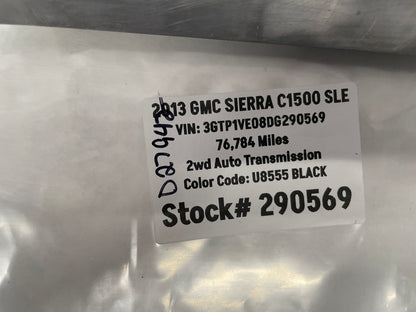 2013 GMC SIERRA C1500 SLE
VIN: 3GTP1VE08DG290569
76,784 Miles
2wd Auto Transmission
Color Code: U8555 BLACK
Stock# 290569